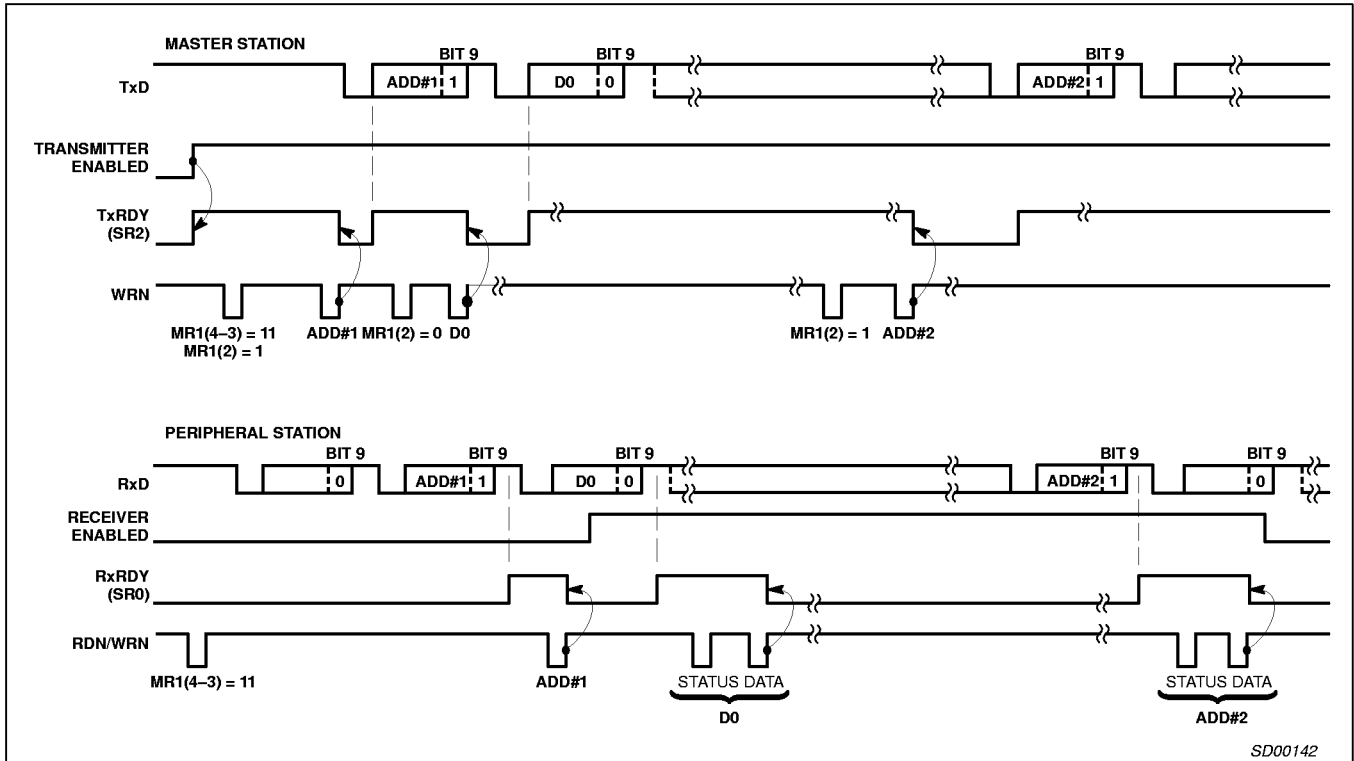 MASTER STATION
BIT 9 BIT 9 BIT 9
TxD ADD#1 1 D0 0 ADD#2 1
TRANSMITTER
ENABLED
TxRDY
(SR2)
WRN
MR1(4–3) = 11 ADD#1 MR1(2) = 0 D0 MR1(2) = 1 ADD#2
MR1(2) = 1
PERIPHERAL STATION
BIT 9 BIT 9 BIT 9 BIT 9 BIT 9
RxD 0 ADD#1 1 D0 0 ADD#2 1 0
RECEIVER
ENABLED
RxRDY
(SR0)
RDN/WRN
MR1(4–3) = 11 ADD#1 STATUS DATA STATUS DATA
D0 ADD#2
SD00142